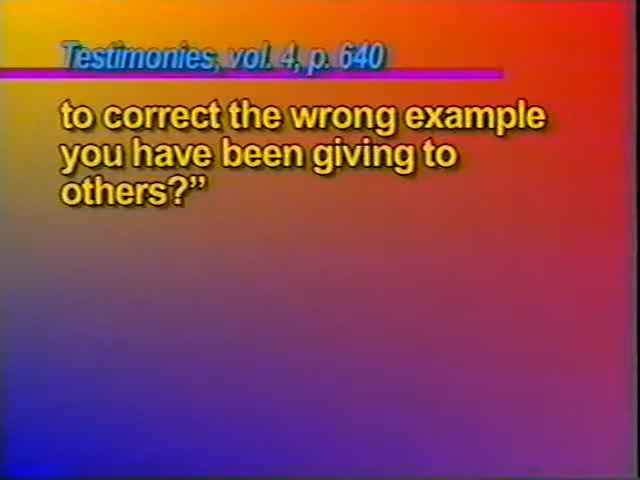 Testimonies, vol. 4, p. 640
to correct the wrong example
you have been giving to
others?”